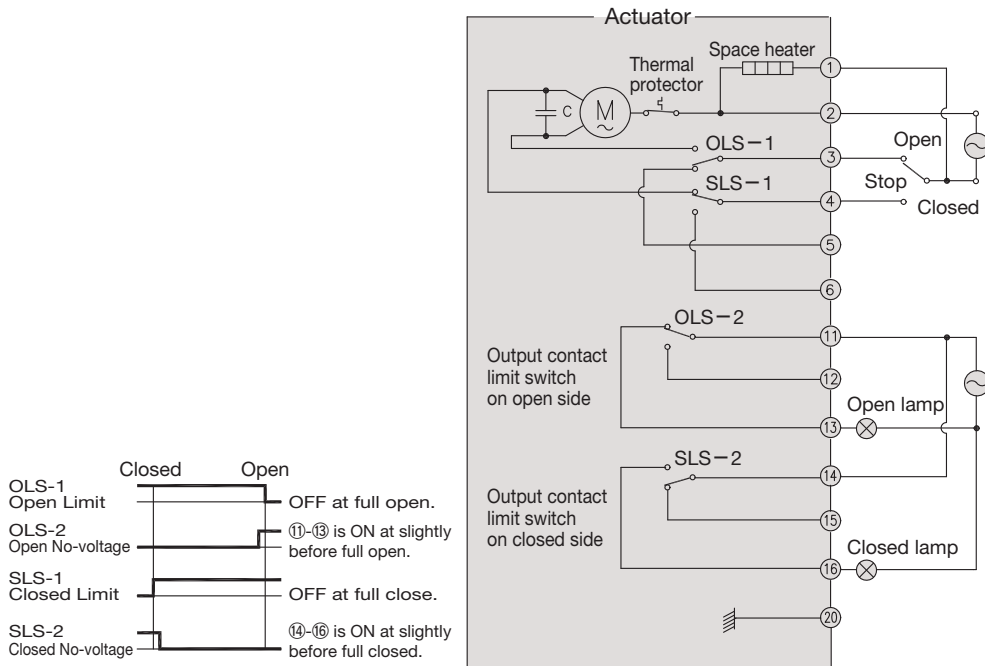 Actuator
Space heater
Thermal
protector
C
M
OLS-1
SLS-1
1
2
3
4
5
6
Open
Stop
Closed
OLS-2
Output contact
limit switch
on open side
11
12
13
Open lamp
SLS-2
Output contact
limit switch
on closed side
14
15
16
Closed lamp
20
Closed Open
OLS-1
Open Limit
OFF at full open.
OLS-2
Open No-voltage
⑪-⑬ is ON at slightly
before full open.
SLS-1
Closed Limit
OFF at full close.
SLS-2
Closed No-voltage
⑭-⑯ is ON at slightly
before full closed.